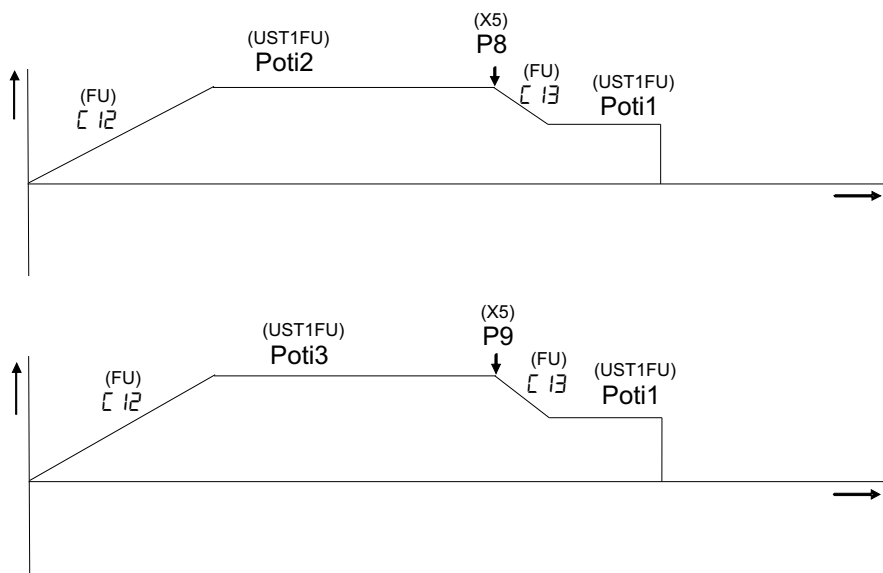 (X5)
(UST1FU)
P8
Poti2
(FU)
(UST1FU)
C 13
(FU)
Poti1
C 12
(X5)
(UST1FU)
P9
Poti3
(FU)
(UST1FU)
(FU)
C 13
Poti1
C 12